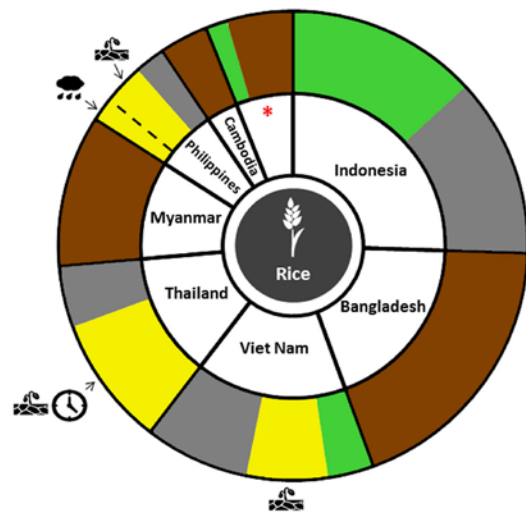 *
Cambodia
Philippines
Indonesia
Myanmar
Rice
Thailand
Bangladesh
Viet Nam